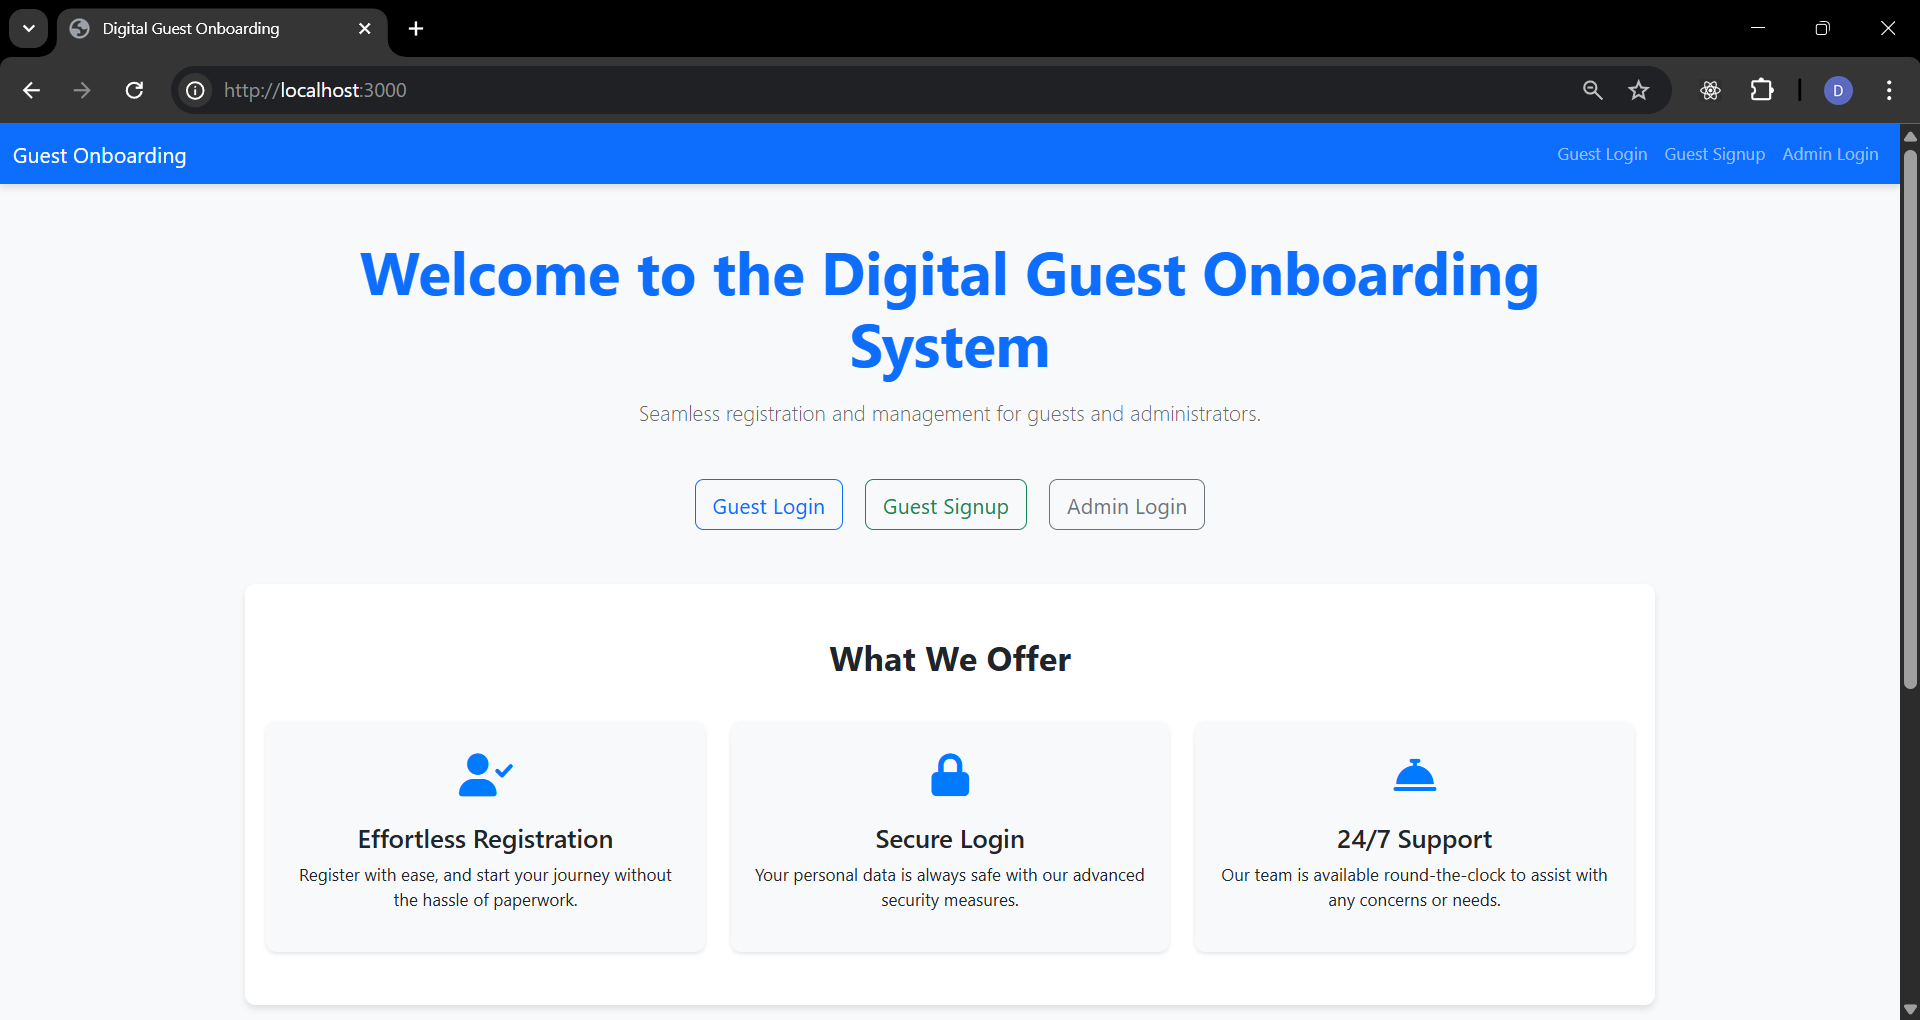 Digital Guest Onboarding
http://localhost:3000
D
Guest Onboarding
Guest Login Guest Signup Admin Login
Welcome to the Digital Guest Onboarding
System
Seamless registration and management for guests and administrators.
Guest Login Guest Signup Admin Login
What We Offer
Effortless Registration
Register with ease, and start your journey without
the hassle of paperwork.
Secure Login
Your personal data is always safe with our advanced
security measures.
24/7 Support
Our team is available round-the-clock to assist with
any concerns or needs.